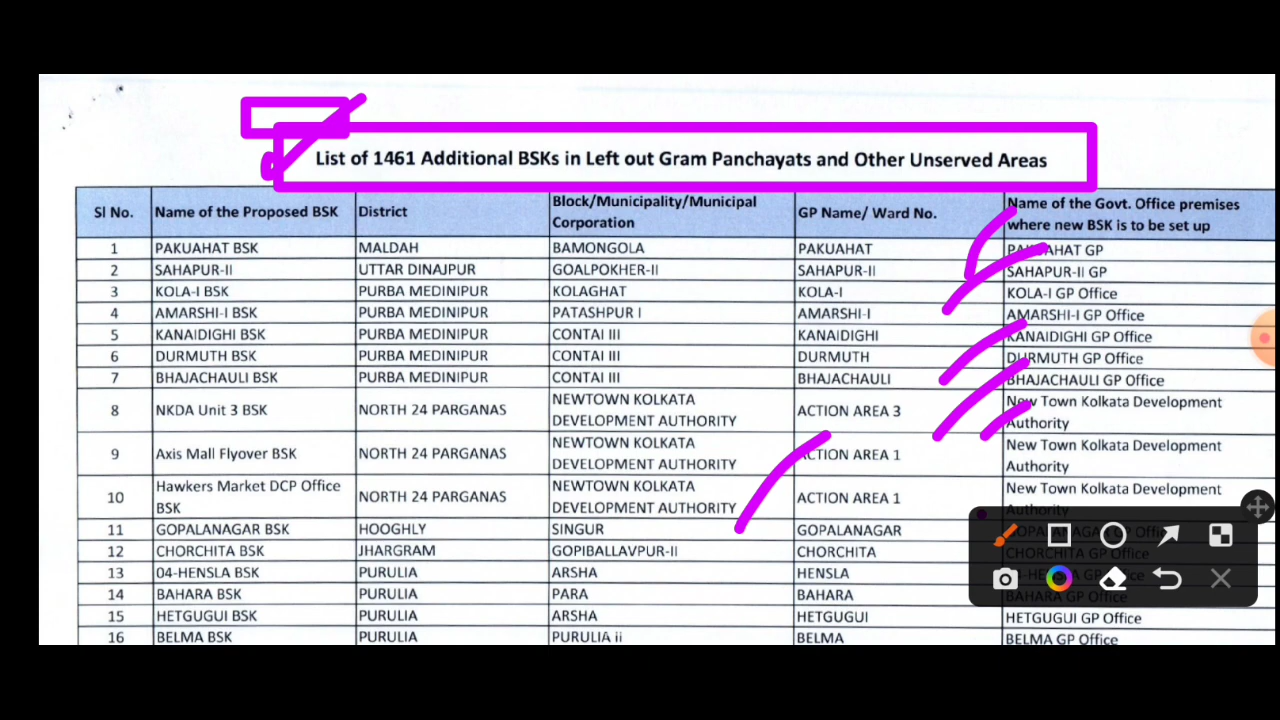 List of 1461 Additional BSKs in Left out Gram Panchayats and Other Unserved Areas
Sl No. Name of the Proposed BSK District Block/Municipality/Municipal Corporation GP Name/ Ward No. Name of the Govt. Office premises where new BSK is to be set up
1 PAKUAHAT BSK MALDAH BAMONGOLA PAKUAHAT PAKUAHAT GP
2 SAHAPUR-II UTTAR DINAJPUR GOALPOKHER-II SAHAPUR-II SAHAPUR-II GP
3 KOLA-I BSK PURBA MEDINIPUR KOLAGHAT KOLA-I KOLA-I GP Office
4 AMARSHI-I BSK PURBA MEDINIPUR PATASHPUR I AMARSHI-I AMARSHI-I GP Office
5 KANAIDIGHI BSK PURBA MEDINIPUR CONTAI III KANAIDIGHI KANAIDIGHI GP Office
6 DURMUTH BSK PURBA MEDINIPUR CONTAI III DURMUTH DURMUTH GP Office
7 BHAJACHAULI BSK PURBA MEDINIPUR CONTAI III BHAJACHAULI BHAJACHAULI GP Office
8 NKDA Unit 3 BSK NORTH 24 PARGANAS NEWTOWN KOLKATA DEVELOPMENT AUTHORITY ACTION AREA 3 New Town Kolkata Development Authority
9 Axis Mall Flyover BSK NORTH 24 PARGANAS NEWTOWN KOLKATA DEVELOPMENT AUTHORITY ACTION AREA 1 New Town Kolkata Development Authority
10 Hawkers Market DCP Office BSK NORTH 24 PARGANAS NEWTOWN KOLKATA DEVELOPMENT AUTHORITY ACTION AREA 1 New Town Kolkata Development Authority
11 GOPALANAGAR BSK HOOGHLY SINGUR GOPALANAGAR GP
12 CHORCHITA BSK JHARGRAM GOPIBALLAVPUR-II CHORCHITA CHORCHITA GP Office
13 04-HENSLA BSK PURULIA ARSHA HENSLA
14 BAHARA BSK PURULIA PARA BAHARA BAHARA GP Office
15 HETGUGUI BSK PURULIA ARSHA HETGUGUI HETGUGUI GP Office
16 BELMA BSK PURULIA PURULIA ii BELMA BELMA GP Office